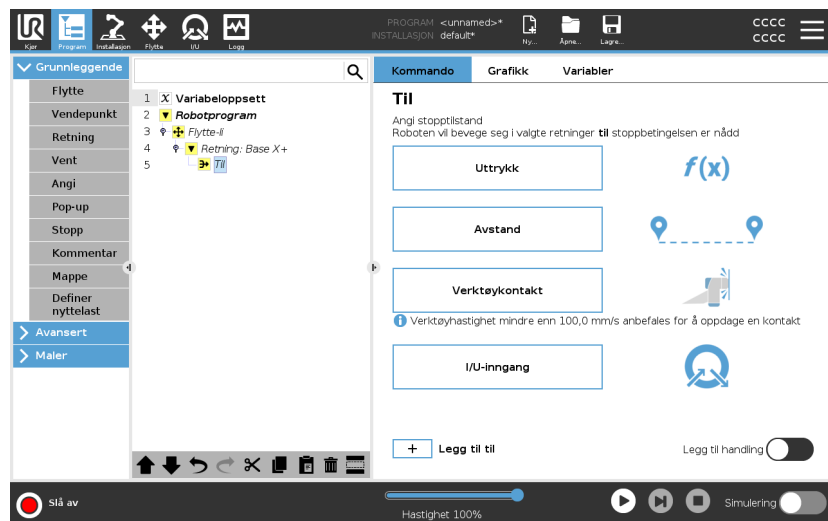 PROGRAM <unnamed>*
INSTALLASJON default*
CCCC
CCCC
Kjør
Program
Installasjon
Flytte
I/U
Logg
Ny...
Åpne...
Lagre...
Grunnleggende
Flytte
Vendepunkt
Retning
Vent
Angi
Pop-up
Stopp
Kommentar
Mappe
Definer
nyttelast
Avansert
Maler
1 X Variabeloppsett
2 Robotprogram
3 Flytte-li
4 Retning: Base X+
5 Til
Kommando
Grafikk
Variabler
Til
Angi stopptilstand
Roboten vil bevege seg i valgte retninger til stoppbetingelsen er nådd
Uttrykk
f(x)
Avstand
Verktøykontakt
Verktøyhastighet mindre enn 100,0 mm/s anbefales for å oppdage en kontakt
I/U-inngang
+ Legg til til
Legg til handling
Slå av
Hastighet 100%
Simulering